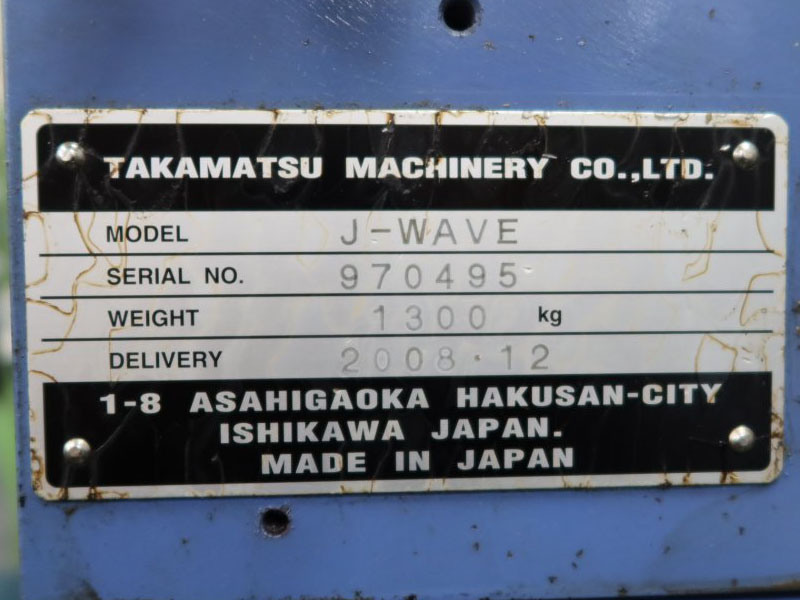 TAKAMATSU MACHINERY CO.,LTD.
MODEL J-WAVE
SERIAL NO. 970495
WEIGHT 1300 kg
DELIVERY 2008·12
1-8 ASAHIGAOKA HAKUSAN-CITY
ISHIKAWA JAPAN.
MADE IN JAPAN